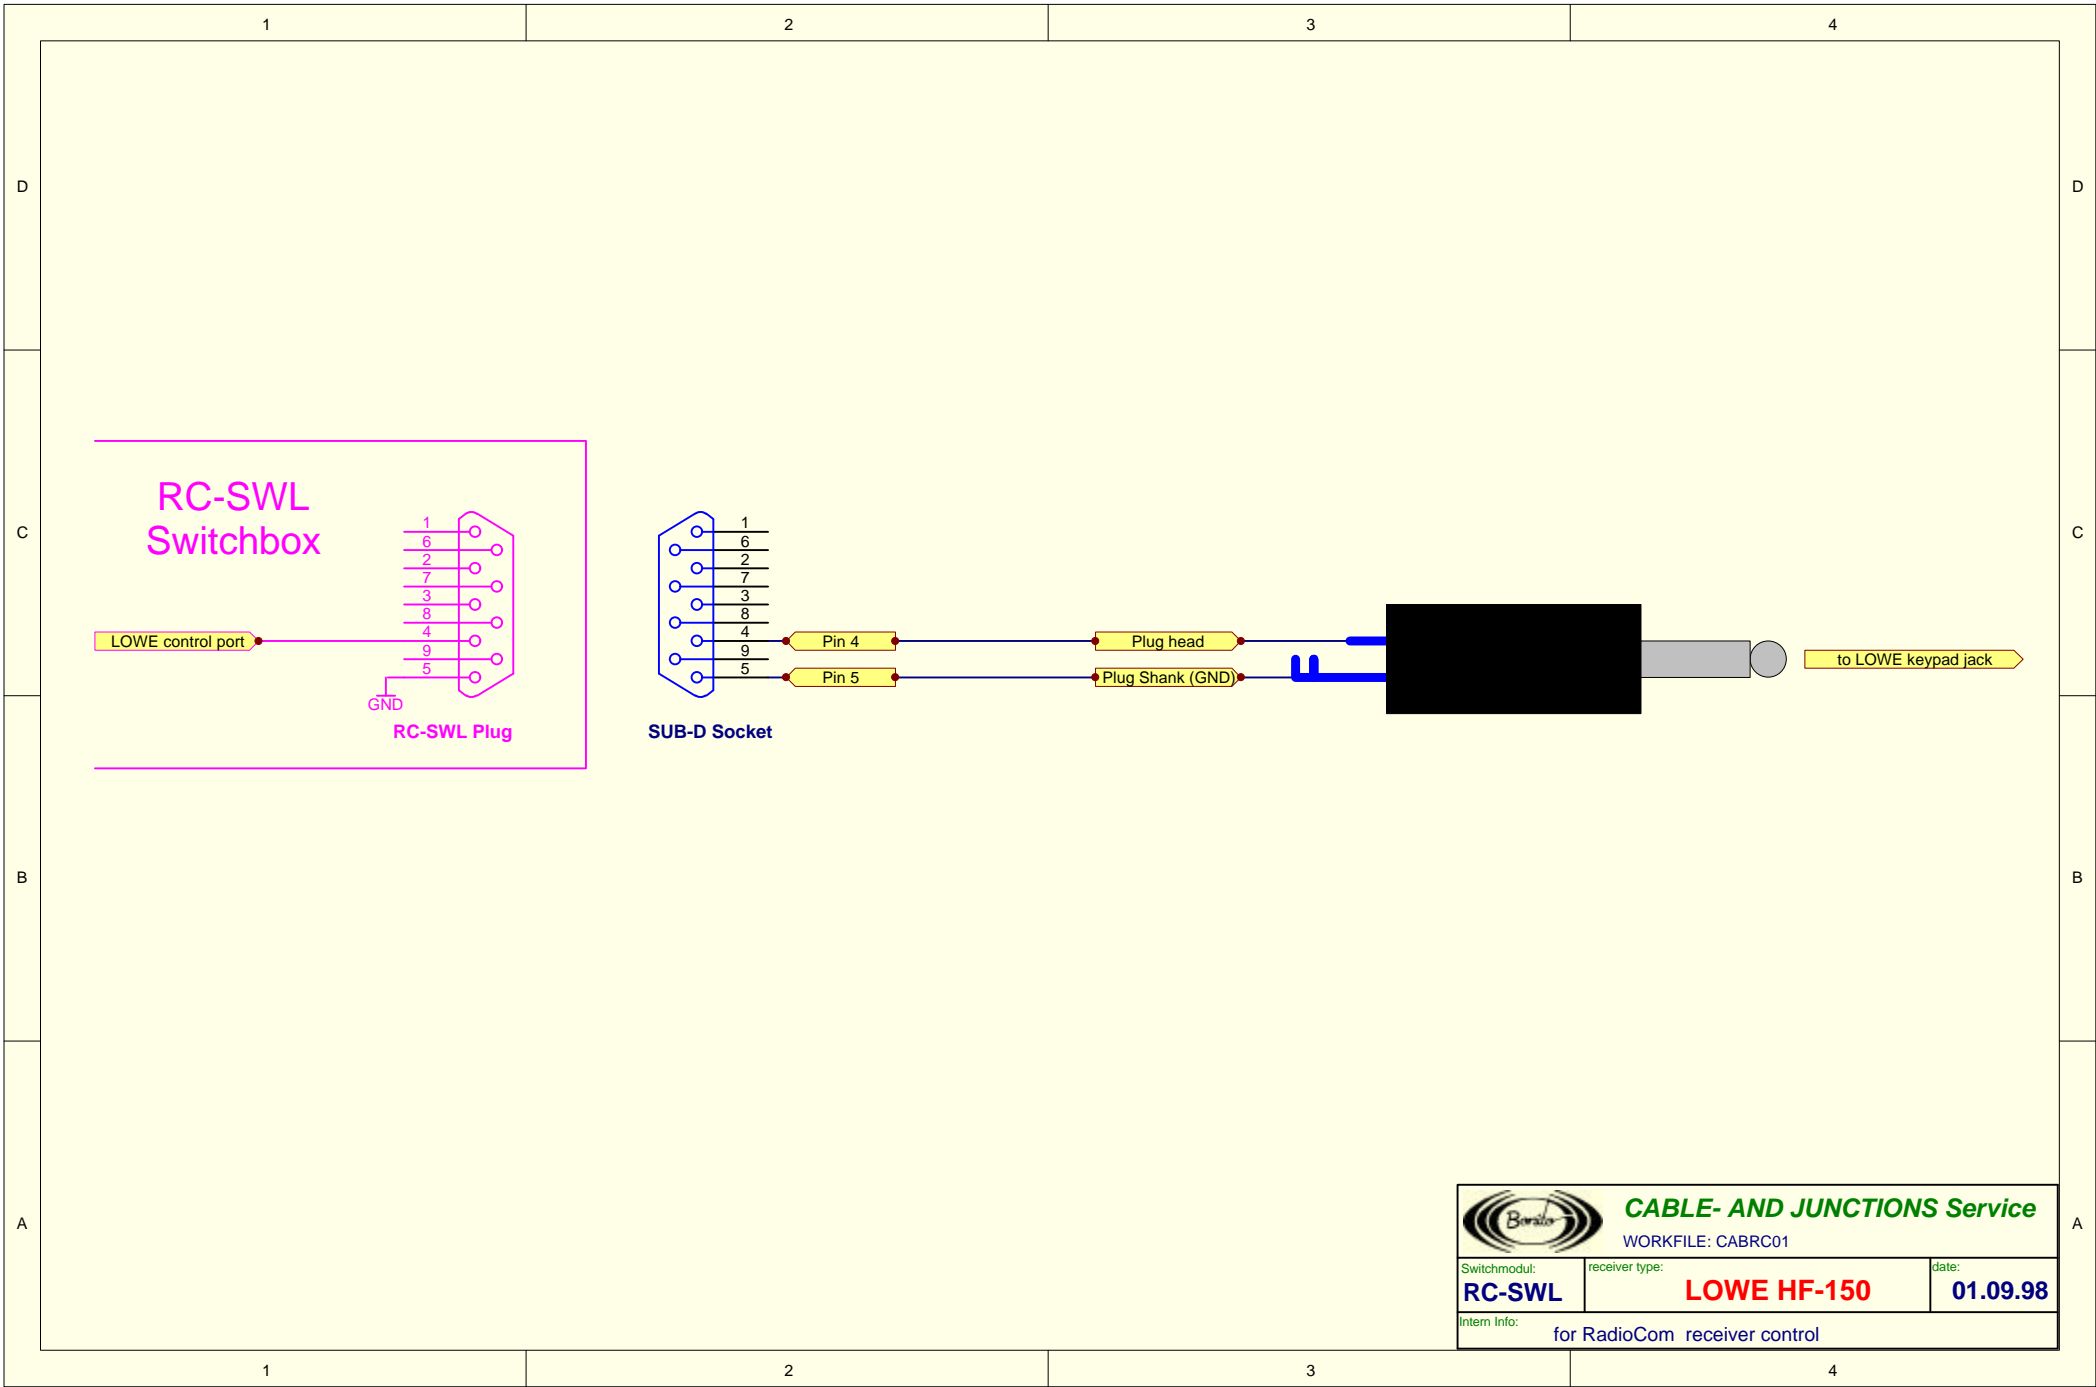 1 2 3 4
D D
C C
B B
A A
RC-SWL
Switchbox
1
6
2
7
3
8
4
9
5
LOWE control port
GND
RC-SWL Plug
1
6
2
7
3
8
4
9
5
SUB-D Socket
Pin 4
Pin 5
Plug head
Plug Shank (GND)
to LOWE keypad jack
Bonito
CABLE- AND JUNCTIONS Service
WORKFILE: CABRC01
Switchmodul:
RC-SWL
receiver type:
LOWE HF-150
date:
01.09.98
Intern Info:
for RadioCom receiver control
1 2 3 4